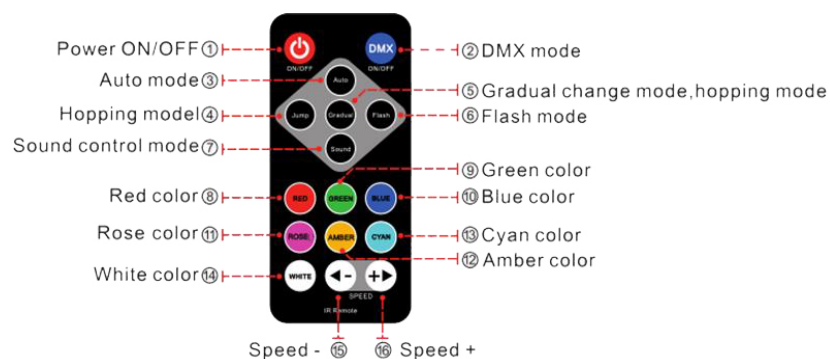 Power ON/OFF①
DMX
②DMX mode
ON/OFF
ON/OFF
Auto mode③
Auto
⑤Gradual change mode,hopping mode
Hopping model④
Jump
Gradual
Flash
⑥Flash mode
Sound control mode⑦
Sound
⑨Green color
Red color⑧
RED
GREEN
BLUE
⑩Blue color
Rose color⑪
ROSE
AMBER
CYAN
⑬Cyan color
⑫Amber color
White color⑭
WHITE
◀-
+▶
SPEED
IR Remote
Speed - ⑮
⑯ Speed +